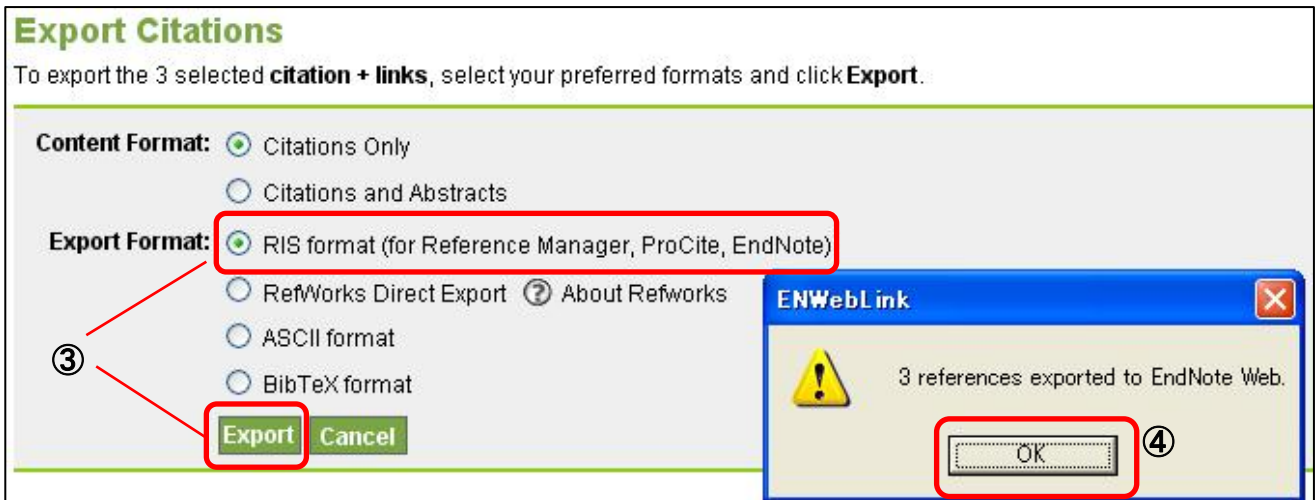 Export Citations
To export the 3 selected citation + links, select your preferred formats and click Export.
Content Format: Citations Only
Citations and Abstracts
Export Format: RIS format (for Reference Manager, ProCite, EndNote)
RefWorks Direct Export ? About Refworks
ASCII format
BibTeX format
③
Export Cancel
ENWebLink
3 references exported to EndNote Web.
OK ④